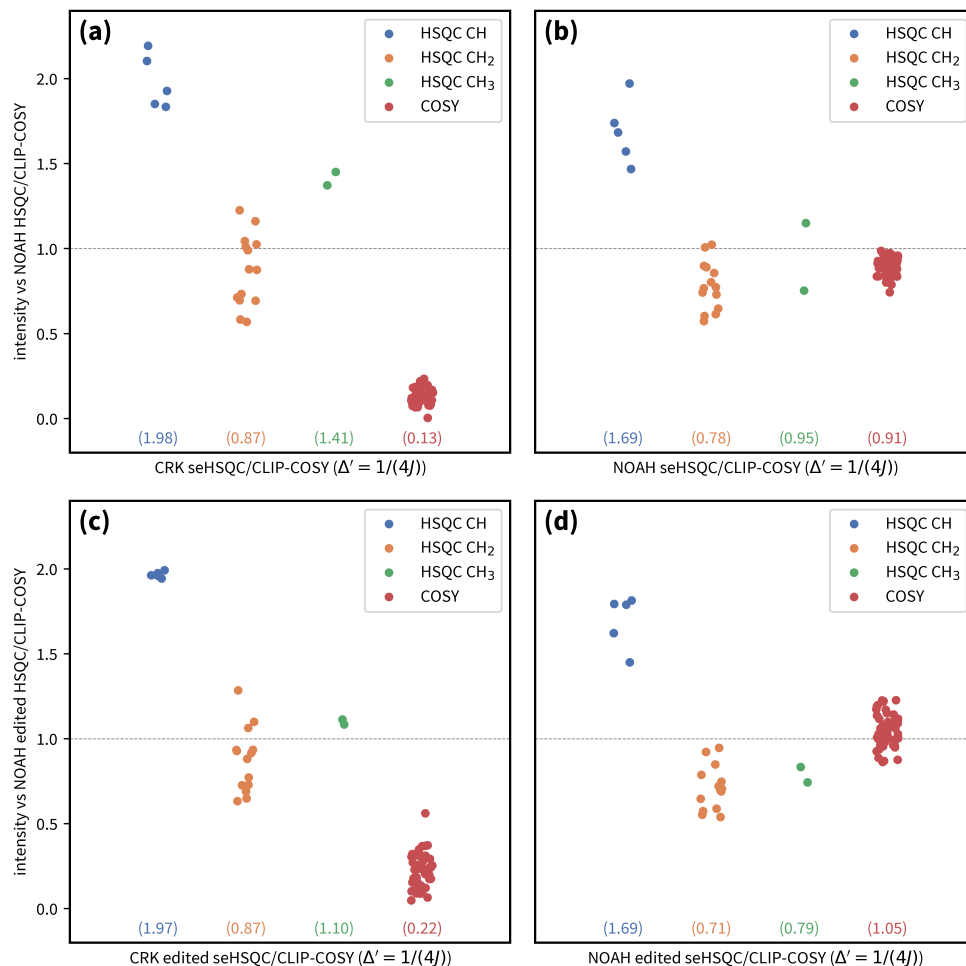 (a)
HSQC CH
HSQC CH₂
HSQC CH₃
COSY
intensity vs NOAH HSQC/CLIP-COSY
2.0
1.5
1.0
0.5
0.0
(1.98) (0.87) (1.41) (0.13)
CRK seHSQC/CLIP-COSY (Δ′ = 1/(4J))
(b)
HSQC CH
HSQC CH₂
HSQC CH₃
COSY
(1.69) (0.78) (0.95) (0.91)
NOAH seHSQC/CLIP-COSY (Δ′ = 1/(4J))
(c)
HSQC CH
HSQC CH₂
HSQC CH₃
COSY
intensity vs NOAH edited HSQC/CLIP-COSY
2.0
1.5
1.0
0.5
0.0
(1.97) (0.87) (1.10) (0.22)
CRK edited seHSQC/CLIP-COSY (Δ′ = 1/(4J))
(d)
HSQC CH
HSQC CH₂
HSQC CH₃
COSY
(1.69) (0.71) (0.79) (1.05)
NOAH edited seHSQC/CLIP-COSY (Δ′ = 1/(4J))